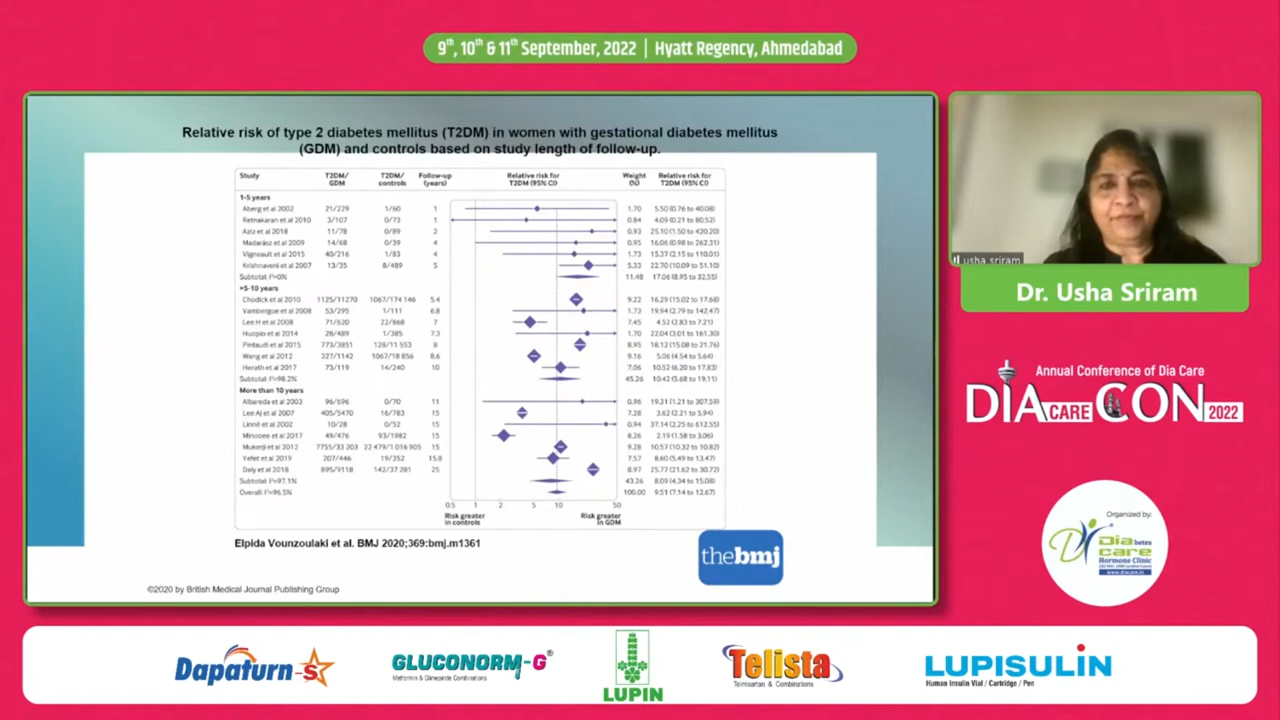 9th, 10th & 11th September, 2022 | Hyatt Regency, Ahmedabad
Relative risk of type 2 diabetes mellitus (T2DM) in women with gestational diabetes mellitus
(GDM) and controls based on study length of follow-up.
Study T2DM/ T2DM/ Follow-up Relative risk for Weight Relative risk for
GDM controls (years) T2DM (95% CI) (%) T2DM (95% CI)
1-5 years
Aberg et al 2002 21/229 1/60 1 1.70 5.50 (0.76 to 40.08)
Retnakaran et al 2010 3/107 0/73 1 0.84 4.09 (0.21 to 80.52)
Aziz et al 2018 11/78 0/89 2 0.93 25.10 (1.50 to 420.20)
Madarász et al 2009 14/68 0/39 4 0.95 16.06 (0.98 to 262.31)
Vigneault et al 2015 40/216 1/83 4 1.73 15.37 (2.15 to 110.01)
Krishnaveni et al 2007 13/35 8/489 5 5.33 22.70 (10.09 to 51.10)
Subtotal: I²=0% 11.48 17.06 (8.95 to 32.55)
>5-10 years
Chodick et al 2010 1125/11270 1067/174 146 5.4 9.22 16.29 (15.02 to 17.68)
Vambergue et al 2008 53/295 1/111 6.8 1.73 19.94 (2.79 to 142.47)
Lee H et al 2008 71/620 22/868 7 7.45 4.52 (2.83 to 7.21)
et al 2014 28/489 1/385 7.3 1.70 22.04 (3.01 to 161.30)
Pintaudi et al 2015 773/3851 128/11 553 8 8.95 18.12 (15.08 to 21.76)
Wang et al 2012 327/1142 1067/18 856 8.6 9.16 5.06 (4.54 to 5.64)
Herath et al 2017 73/119 14/240 10 7.06 10.52 (6.20 to 17.83)
Subtotal: I²=98.2% 45.26 10.42 (5.68 to 19.11)
More than 10 years
Albareda et al 2003 96/696 0/70 11 0.96 19.31 (1.21 to 307.59)
Lee AJ et al 2007 405/5470 16/783 15 7.28 3.62 (2.21 to 5.94)
Linné et al 2002 10/28 0/52 15 0.94 37.14 (2.25 to 612.55)
Minooee et al 2017 49/476 93/1982 15 8.26 2.19 (1.58 to 3.06)
Mukerji et al 2012 7755/33 203 22 479/1 016 905 15 9.28 10.57 (10.32 to 10.82)
Yefet et al 2019 207/446 19/352 15.8 7.57 8.60 (5.49 to 13.47)
Daly et al 2018 895/9118 142/37 281 25 8.97 25.77 (21.62 to 30.72)
Subtotal: I²=97.1% 43.26 8.09 (4.34 to 15.08)
Overall: I²=96.5% 100.00 9.51 (7.14 to 12.67)
0.5 1 2 5 10 50
Risk greater Risk greater
in controls in GDM
Elpida Vounzoulaki et al. BMJ 2020;369:bmj.m1361
thebmj
©2020 by British Medical Journal Publishing Group
usha sriram
Dr. Usha Sriram
Annual Conference of Dia Care
DIA CARE CON 2022
Organized by:
Diabetes
care
Hormone Clinic
www.diacare.in
Dapaturn-S
GLUCONORM-G®
Metformin & Glimepiride Combinations
LUPIN
Telista
Telmisartan & Combinations
LUPISULIN
Human Insulin Vial / Cartridge / Pen